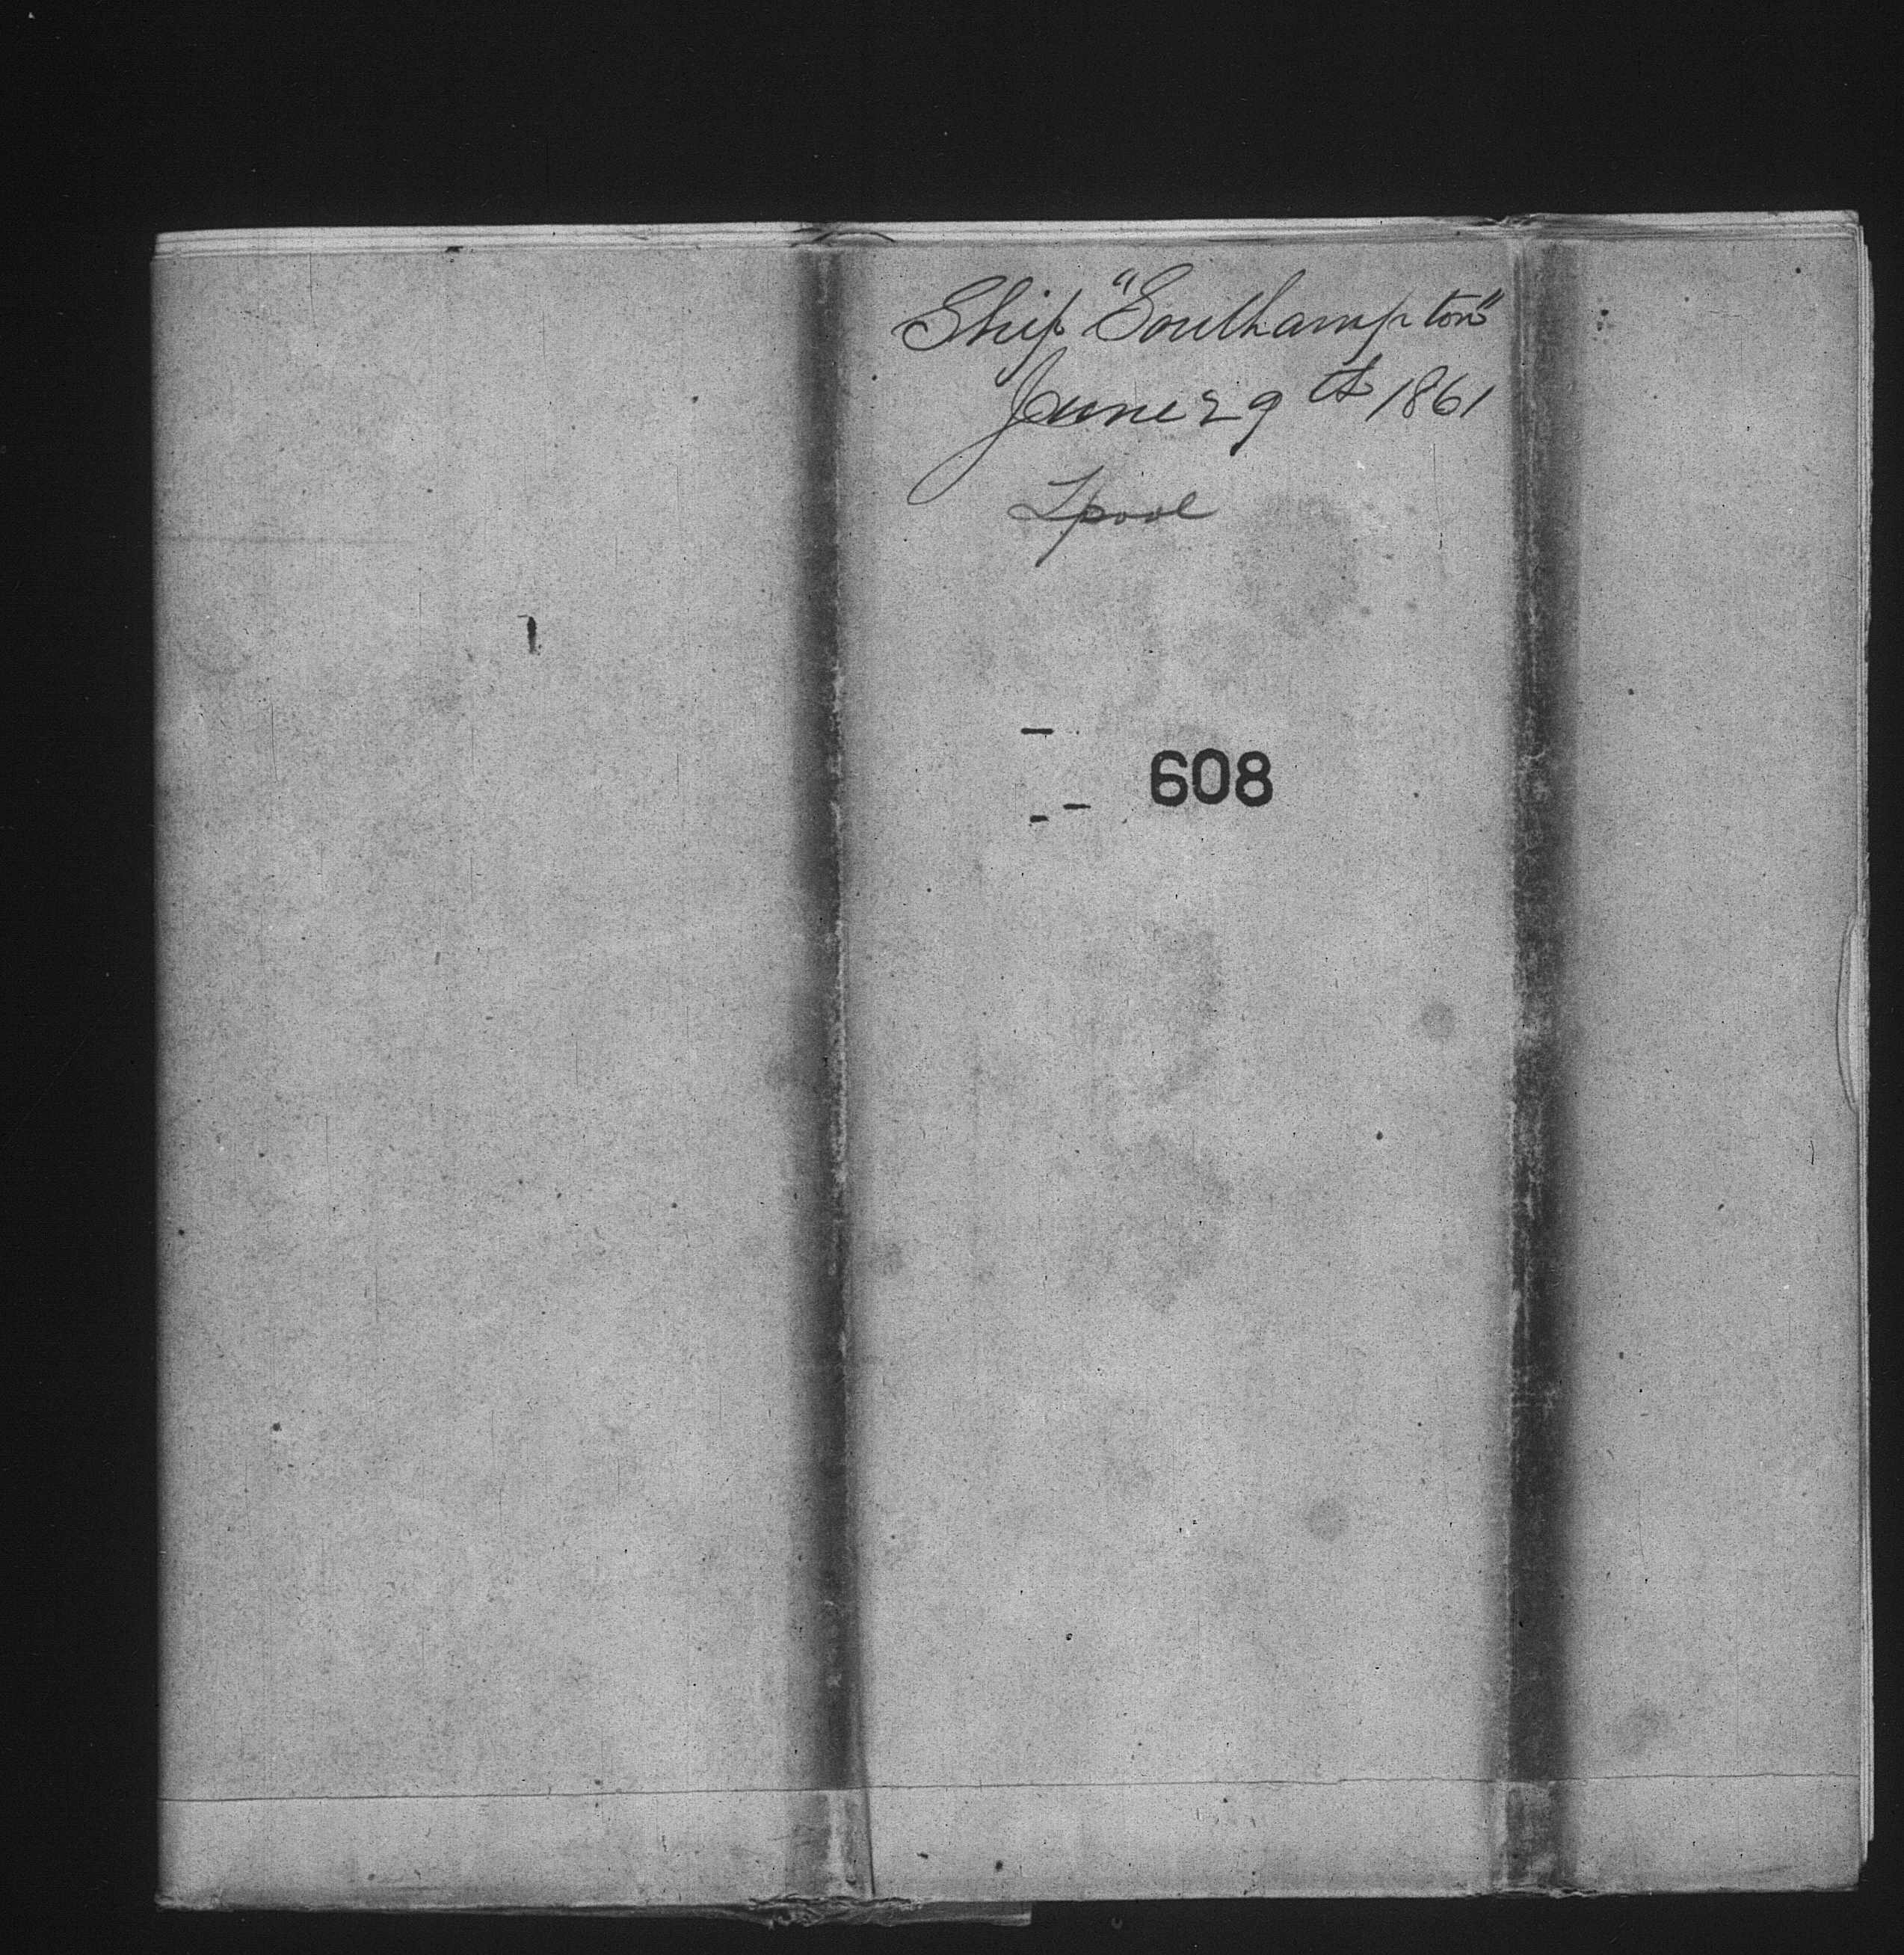 Ship "Southampton"
June 29th 1861
Lpool
608